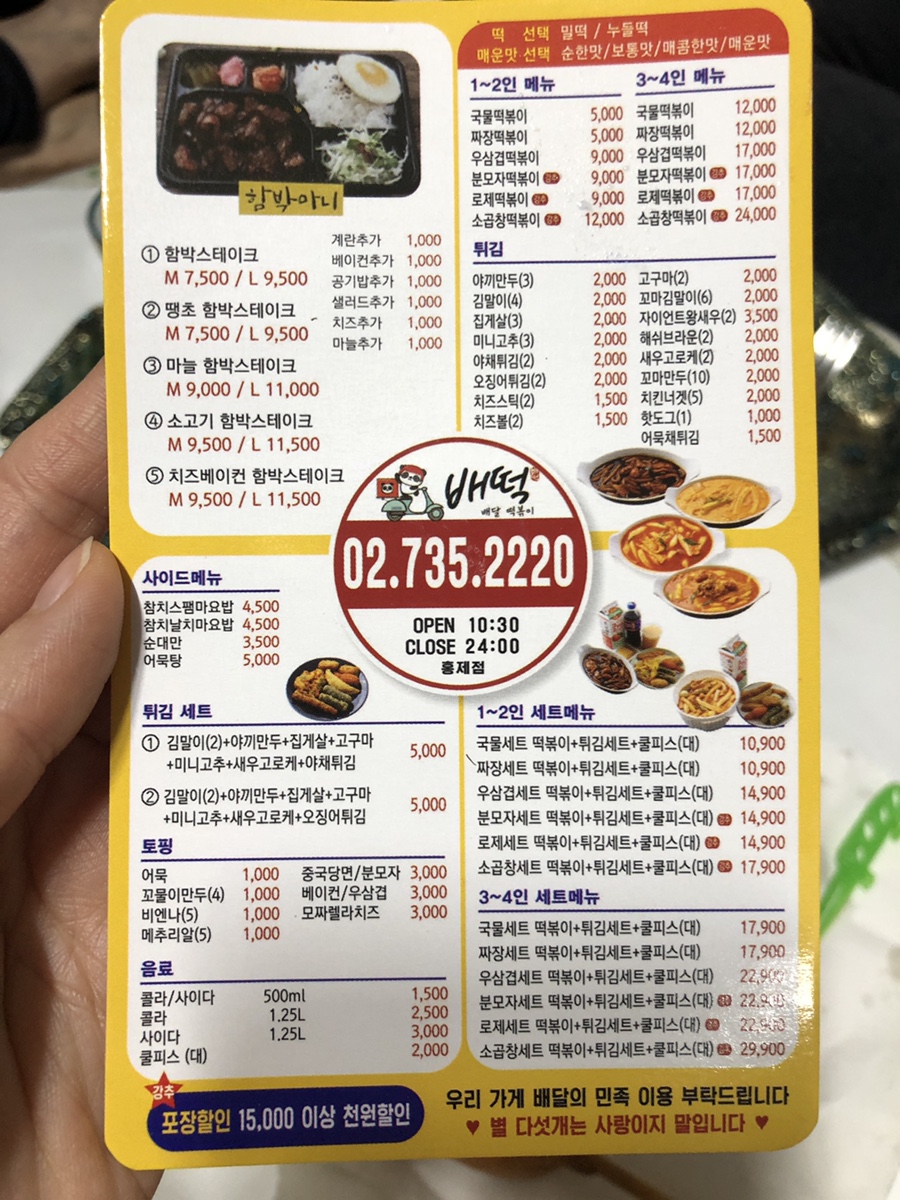 함박마니
① 함박스테이크
M 7,500 / L 9,500
② 땡초 함박스테이크
M 7,500 / L 9,500
③ 마늘 함박스테이크
M 9,000 / L 11,000
④ 소고기 함박스테이크
M 9,500 / L 11,500
⑤ 치즈베이컨 함박스테이크
M 9,500 / L 11,500
계란추가 1,000
베이컨추가 1,000
공기밥추가 1,000
샐러드추가 1,000
치즈추가 1,000
마늘추가 1,000
떡 선택 밀떡 / 누들떡
매운맛 선택 순한맛/보통맛/매콤한맛/매운맛
1~2인 메뉴
국물떡볶이 5,000
짜장떡볶이 5,000
우삼겹떡볶이 9,000
분모자떡볶이 강추 9,000
로제떡볶이 강추 9,000
소곱창떡볶이 강추 12,000
3~4인 메뉴
국물떡볶이 12,000
짜장떡볶이 12,000
우삼겹떡볶이 17,000
분모자떡볶이 강추 17,000
로제떡볶이 강추 17,000
소곱창떡볶이 강추 24,000
튀김
야끼만두(3) 2,000
김말이(4) 2,000
집게살(3) 2,000
미니고추(3) 2,000
야채튀김(2) 2,000
오징어튀김(2) 2,000
치즈스틱(2) 1,500
치즈볼(2) 1,500
고구마(2) 2,000
꼬마김말이(6) 2,000
자이언트왕새우(2) 3,500
해쉬브라운(2) 2,000
새우고로케(2) 2,000
꼬마만두(10) 2,000
치킨너겟(5) 2,000
핫도그(1) 1,000
어묵채튀김 1,500
배떡
배달 떡볶이
02.735.2220
OPEN 10:30
CLOSE 24:00
홍제점
사이드메뉴
참치스팸마요밥 4,500
참치날치마요밥 4,500
순대만 3,500
어묵탕 5,000
튀김 세트
① 김말이(2)+야끼만두+집게살+고구마
+미니고추+새우고로케+야채튀김 5,000
② 김말이(2)+야끼만두+집게살+고구마
+미니고추+새우고로케+오징어튀김 5,000
토핑
어묵 1,000
꼬물이만두(4) 1,000
비엔나(5) 1,000
메추리알(5) 1,000
중국당면/분모자 3,000
베이컨/우삼겹 3,000
모짜렐라치즈 3,000
음료
콜라/사이다 500ml 1,500
콜라 1.25L 2,500
사이다 1.25L 3,000
쿨피스 (대) 2,000
1~2인 세트메뉴
국물세트 떡볶이+튀김세트+쿨피스(대) 10,900
짜장세트 떡볶이+튀김세트+쿨피스(대) 10,900
우삼겹세트 떡볶이+튀김세트+쿨피스(대) 14,900
분모자세트 떡볶이+튀김세트+쿨피스(대) 강추 14,900
로제세트 떡볶이+튀김세트+쿨피스(대) 강추 14,900
소곱창세트 떡볶이+튀김세트+쿨피스(대) 강추 17,900
3~4인 세트메뉴
국물세트 떡볶이+튀김세트+쿨피스(대) 17,900
짜장세트 떡볶이+튀김세트+쿨피스(대) 17,900
우삼겹세트 떡볶이+튀김세트+쿨피스(대) 22,900
분모자세트 떡볶이+튀김세트+쿨피스(대) 강추 22,900
로제세트 떡볶이+튀김세트+쿨피스(대) 강추 22,900
소곱창세트 떡볶이+튀김세트+쿨피스(대) 강추 29,900
강추
포장할인 15,000 이상 천원할인
우리 가게 배달의 민족 이용 부탁드립니다
♥ 별 다섯개는 사랑이지 말입니다 ♥